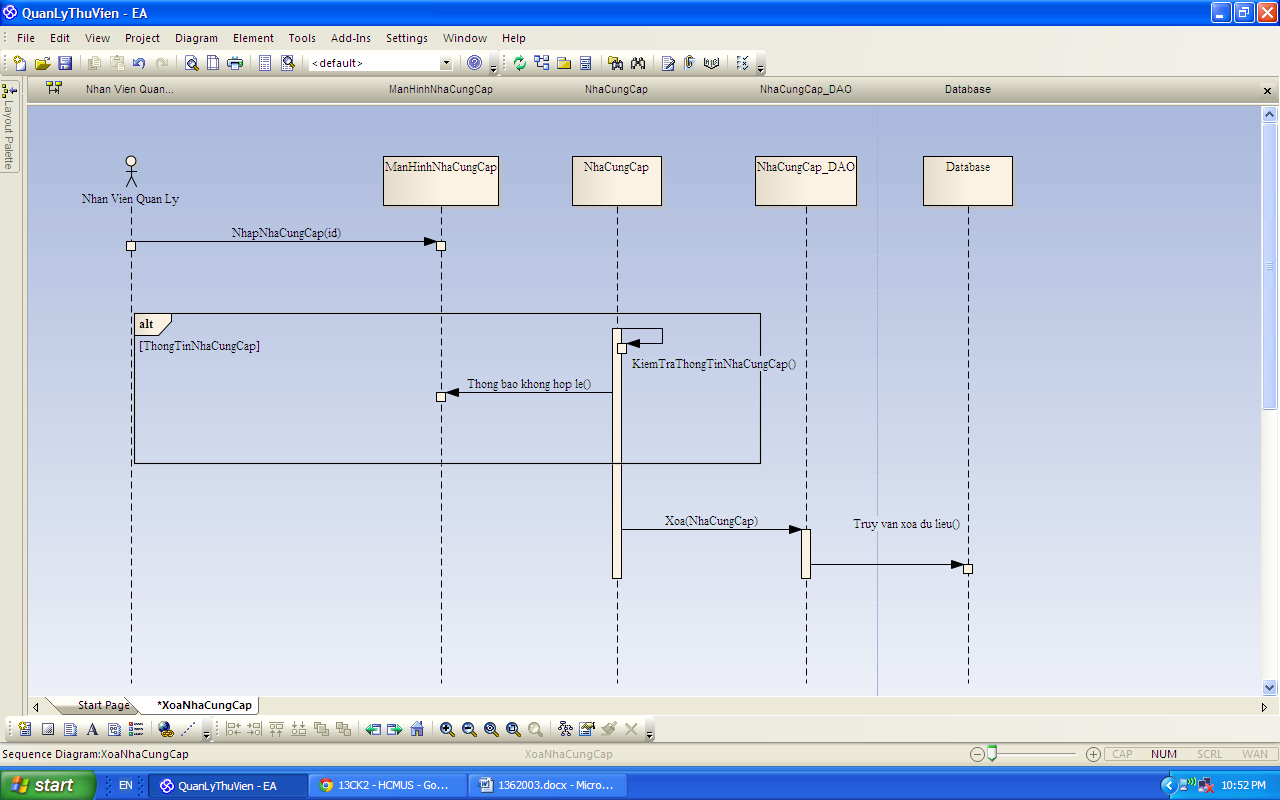 QuanLyThuVien - EA
File Edit View Project Diagram Element Tools Add-Ins Settings Window Help
<default>
Nhan Vien Quan... ManHinhNhaCungCap NhaCungCap NhaCungCap_DAO Database
Layout Palette
ManHinhNhaCungCap NhaCungCap NhaCungCap_DAO Database
Nhan Vien Quan Ly
NhapNhaCungCap(id)
alt
[ThongTinNhaCungCap]
KiemTraThongTinNhaCungCap()
Thong bao khong hop le()
Xoa(NhaCungCap) Truy van xoa du lieu()
Start Page *XoaNhaCungCap
A
Sequence Diagram:XoaNhaCungCap XoaNhaCungCap CAP NUM SCRL WAN
start EN QuanLyThuVien - EA 13CK2 - HCMUS - Go... 1362003.docx - Micro... 10:52 PM